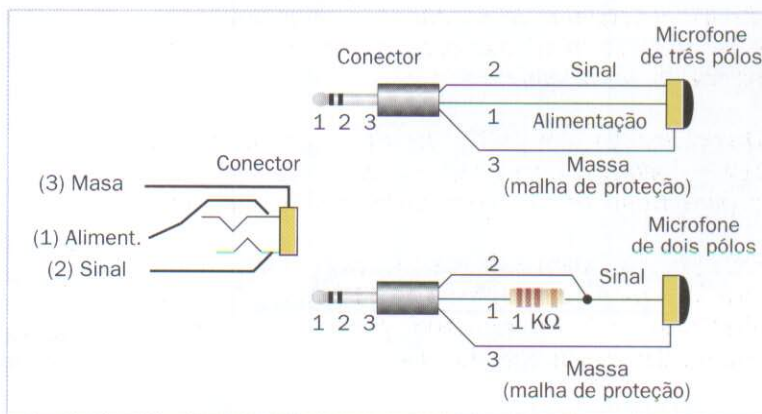 Microfone
de três pólos
Conector
2 Sinal
1 2 3
1 Alimentação
3 Massa
(malha de proteção)
Conector
(3) Masa
(1) Aliment.
(2) Sinal
Microfone
de dois pólos
2 Sinal
1 2 3
1 1 KΩ
3
Massa
(malha de proteção)